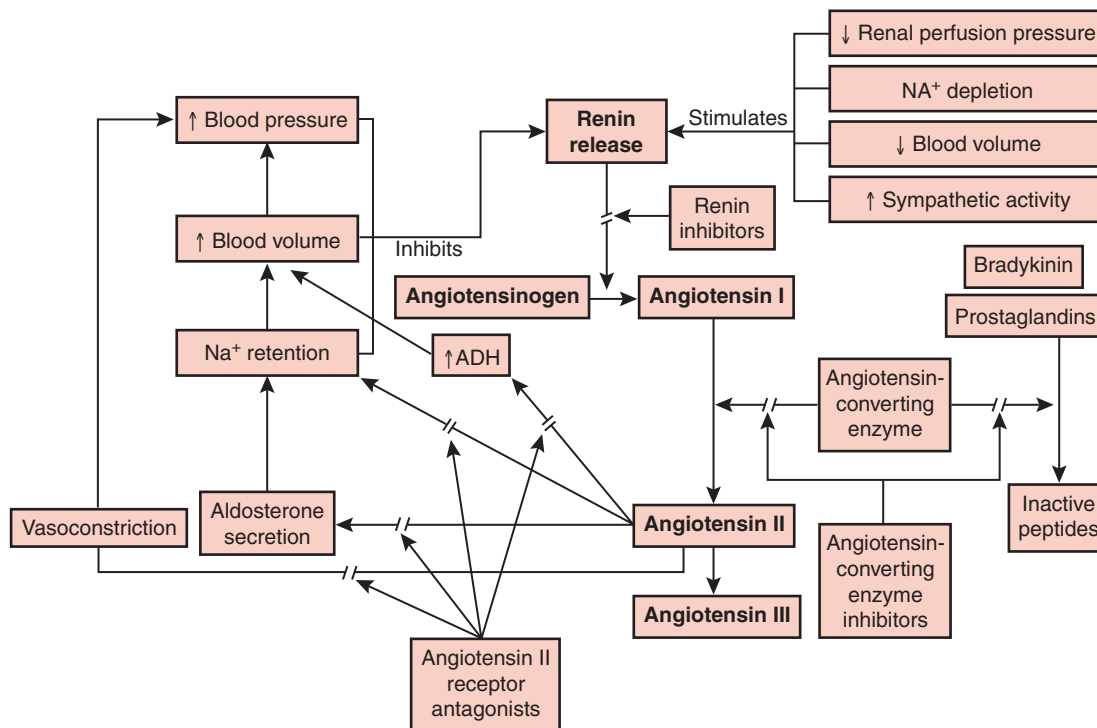 ↓ Renal perfusion pressure
NA⁺ depletion
↓ Blood volume
↑ Sympathetic activity
Stimulates
Renin
release
↑ Blood pressure
Renin
inhibitors
↑ Blood volume
Inhibits
Bradykinin
Angiotensinogen
Angiotensin I
Prostaglandins
Na⁺ retention
↑ADH
Angiotensin-
converting
enzyme
Vasoconstriction
Aldosterone
secretion
Angiotensin II
Inactive
peptides
Angiotensin-
converting
enzyme
inhibitors
Angiotensin III
Angiotensin II
receptor
antagonists